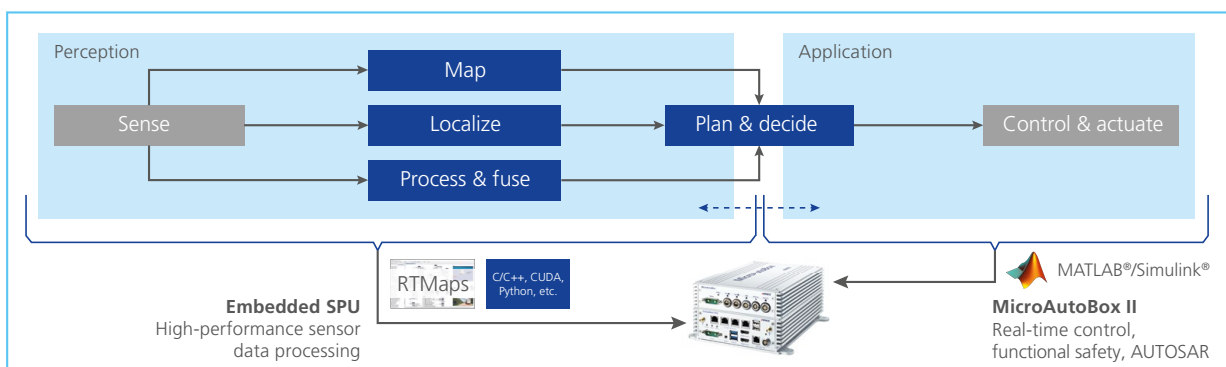 Perception
Application
Map
Sense
Localize
Plan & decide
Control & actuate
Process & fuse
RTMaps
C/C++, CUDA,
Python, etc.
MATLAB®/Simulink®
Embedded SPU
High-performance sensor
data processing
MicroAutoBox II
Real-time control,
functional safety, AUTOSAR